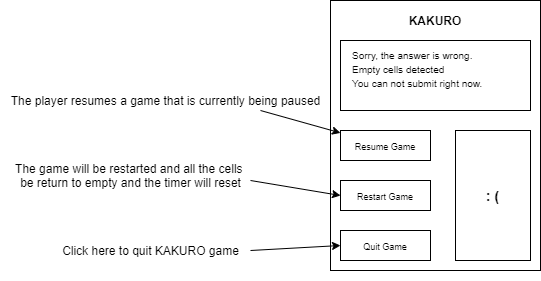 KAKURO
Sorry, the answer is wrong.
Empty cells detected
You can not submit right now.
The player resumes a game that is currently being paused
Resume Game
The game will be restarted and all the cells
be return to empty and the timer will reset
Restart Game
: (
Click here to quit KAKURO game
Quit Game